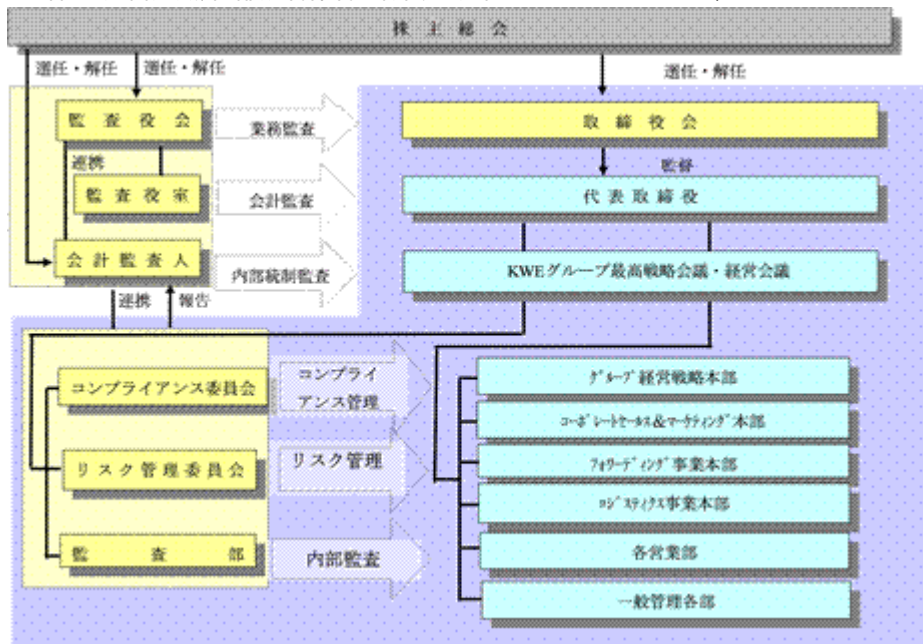 株主総会
選任・解任
選任・解任
選任・解任
監査役会
業務監査
取締役会
連携
監督
監査役室
会計監査
代表取締役
会計監査人
内部統制監査
KWEグループ最高戦略会議・経営会議
連携
報告
コンプライアンス委員会
コンプライ
アンス管理
グループ経営戦略本部
コーポレートセールス&マーケティング本部
リスク管理委員会
リスク管理
フォワーディング事業本部
ロジスティクス事業本部
監査部
内部監査
各営業部
一般管理各部